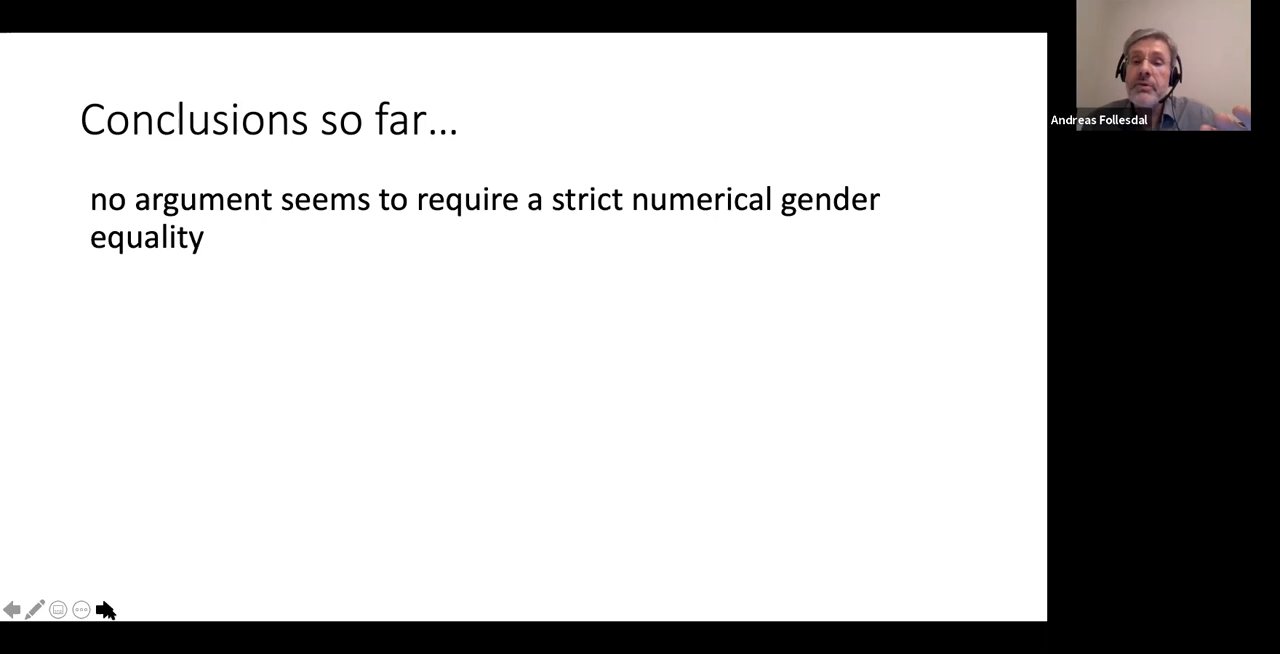 Conclusions so far...
no argument seems to require a strict numerical gender
equality
Andreas Follesdal